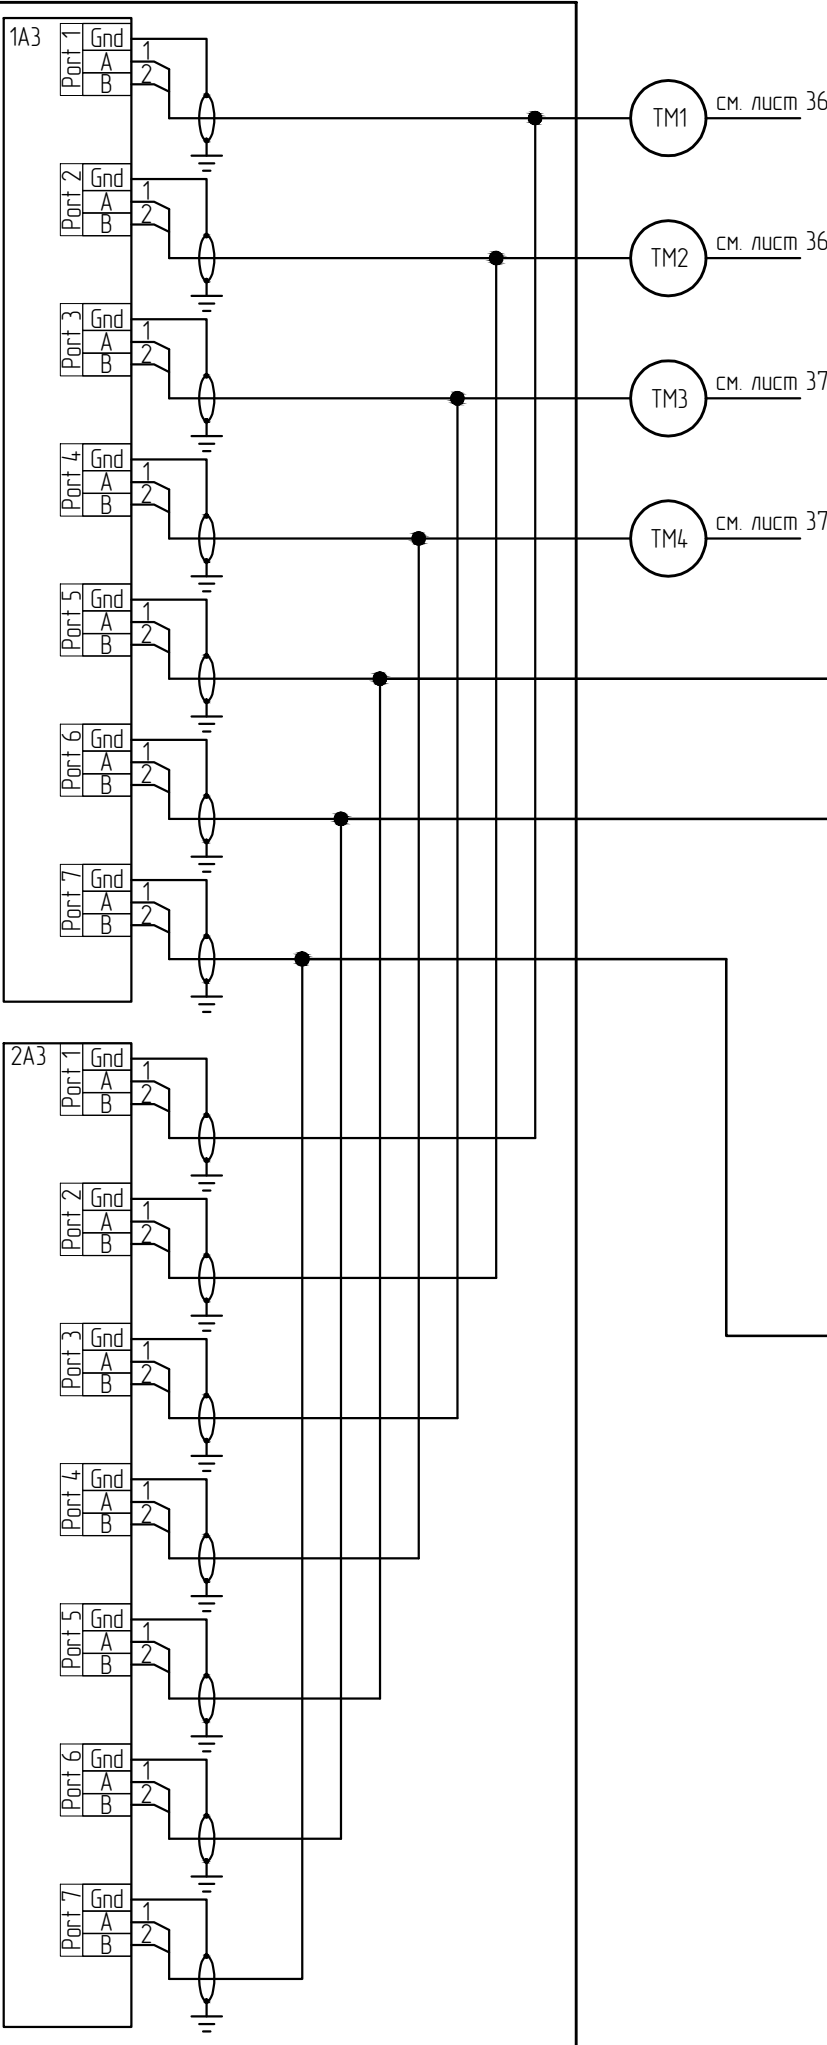 1A3
Port 1
Gnd
A
B
1
2
TM1
см. лист 36
Port 2
Gnd
A
B
1
2
TM2
см. лист 36
Port 3
Gnd
A
B
1
2
TM3
см. лист 37
Port 4
Gnd
A
B
1
2
TM4
см. лист 37
Port 5
Gnd
A
B
1
2
Port 6
Gnd
A
B
1
2
Port 7
Gnd
A
B
1
2
2A3
Port 1
Gnd
A
B
1
2
Port 2
Gnd
A
B
1
2
Port 3
Gnd
A
B
1
2
Port 4
Gnd
A
B
1
2
Port 5
Gnd
A
B
1
2
Port 6
Gnd
A
B
1
2
Port 7
Gnd
A
B
1
2